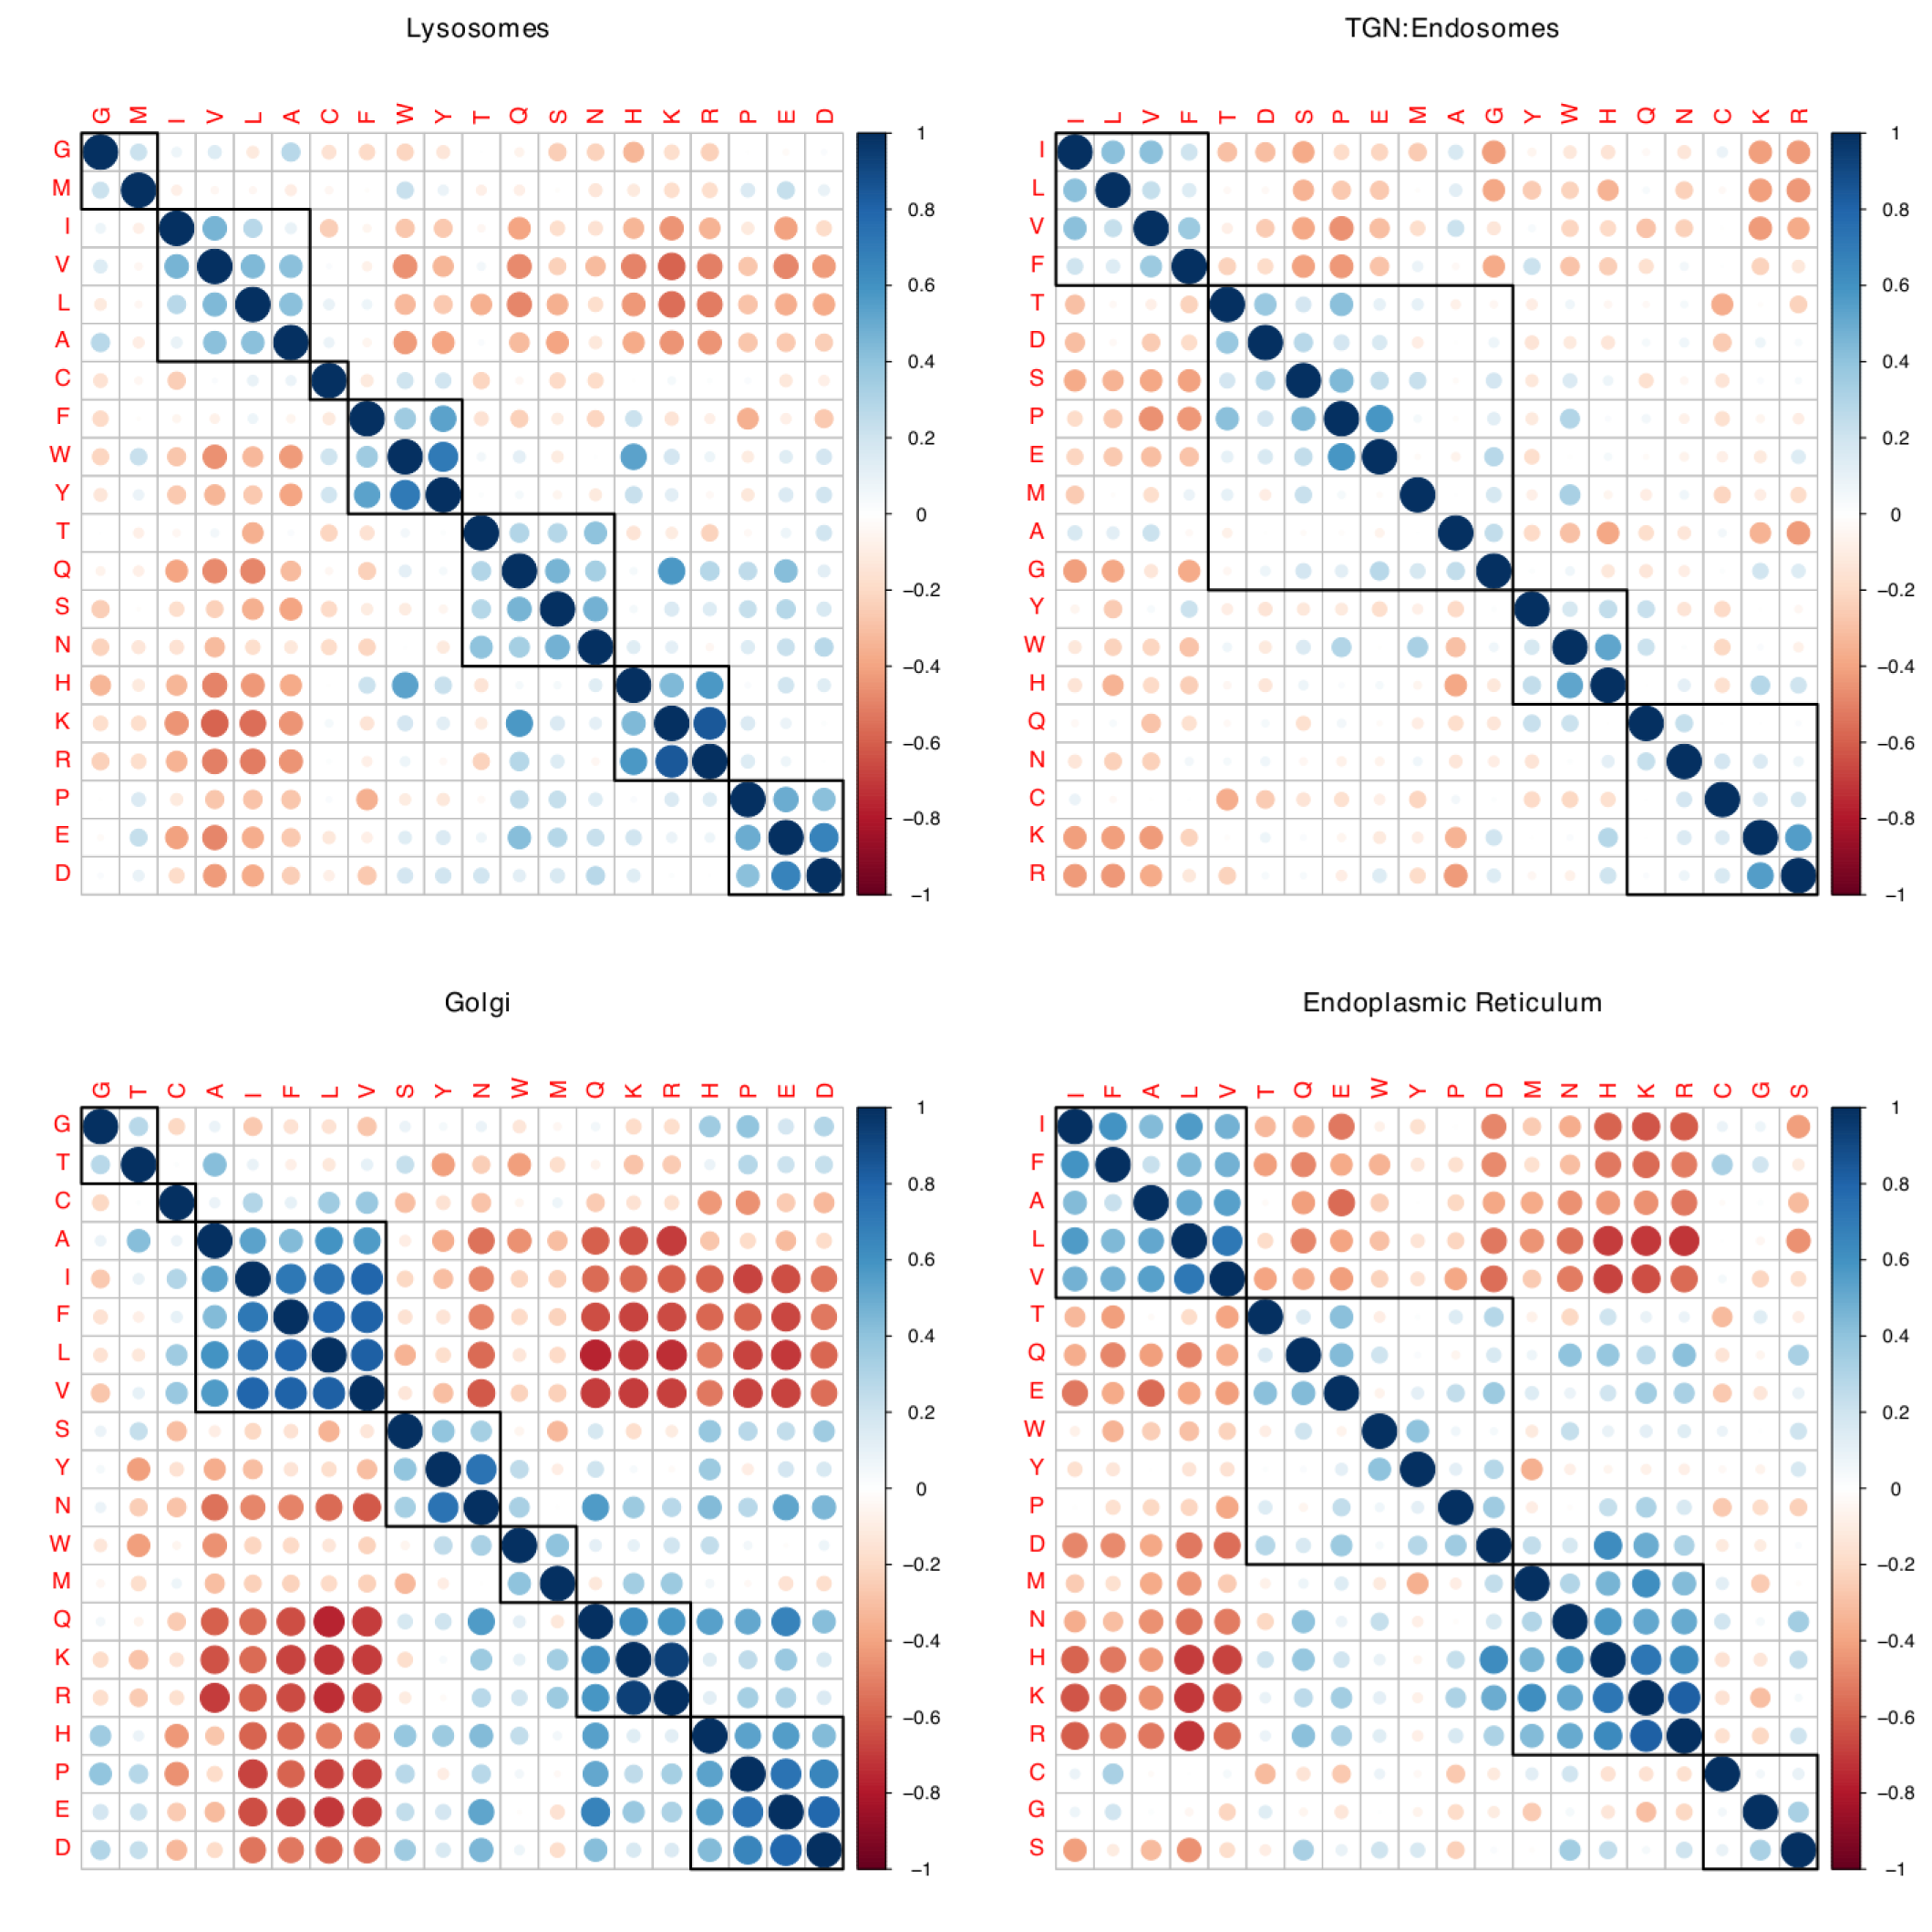 Lysosomes
G M I V L A C F W Y T Q S N H K R P E D
G
M
I
V
L
A
C
F
W
Y
T
Q
S
N
H
K
R
P
E
D
1
0.8
0.6
0.4
0.2
0
−0.2
−0.4
−0.6
−0.8
−1
TGN:Endosomes
I L V F T D S P E M A G Y W H Q N C K R
I
L
V
F
T
D
S
P
E
M
A
G
Y
W
H
Q
N
C
K
R
1
0.8
0.6
0.4
0.2
0
−0.2
−0.4
−0.6
−0.8
−1
Golgi
G T C A I F L V S Y N W M Q K R H P E D
G
T
C
A
I
F
L
V
S
Y
N
W
M
Q
K
R
H
P
E
D
1
0.8
0.6
0.4
0.2
0
−0.2
−0.4
−0.6
−0.8
−1
Endoplasmic Reticulum
I F A L V T Q E W Y P D M N H K R C G S
I
F
A
L
V
T
Q
E
W
Y
P
D
M
N
H
K
R
C
G
S
1
0.8
0.6
0.4
0.2
0
−0.2
−0.4
−0.6
−0.8
−1